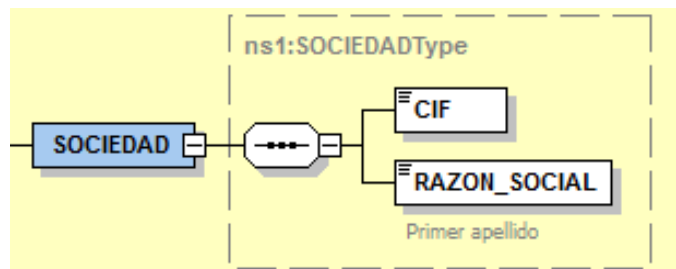 ns1:SOCIEDADType
SOCIEDAD
CIF
RAZON_SOCIAL
Primer apellido